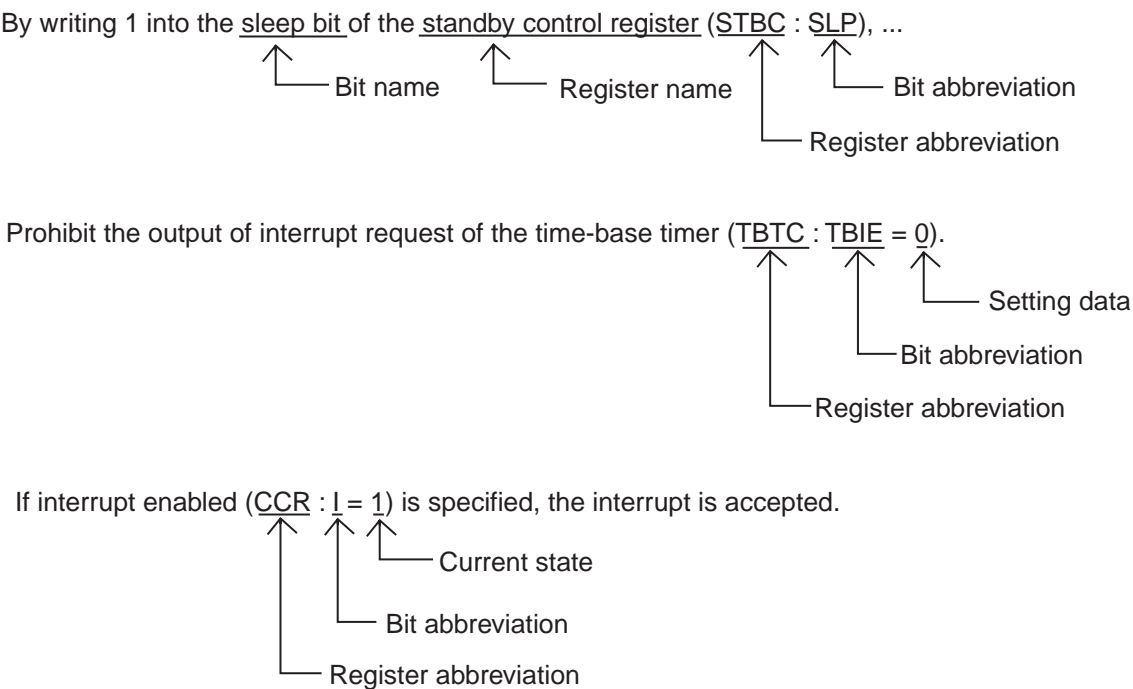 By writing 1 into the sleep bit of the standby control register (STBC : SLP), ...
Bit name
Register name
Bit abbreviation
Register abbreviation
Prohibit the output of interrupt request of the time-base timer (TBTC : TBIE = 0).
Setting data
Bit abbreviation
Register abbreviation
If interrupt enabled (CCR : I = 1) is specified, the interrupt is accepted.
Current state
Bit abbreviation
Register abbreviation